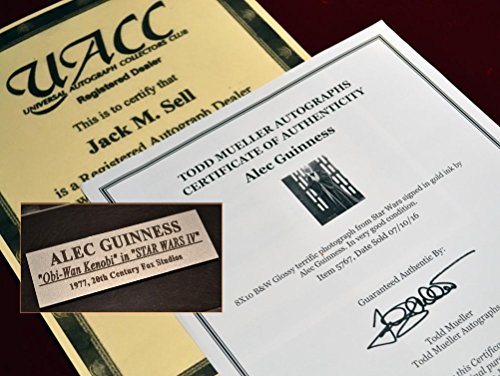 UACC
UNIVERSAL AUTOGRAPH COLLECTORS CLUB
Registered Dealer
This is to certify that
Jack M. Sell
is a Registered Autograph Dealer
TODD MUELLER AUTOGRAPHS
CERTIFICATE OF AUTHENTICITY
Alec Guinness
8X10 B&W Glossy terrific photograph from Star Wars signed in gold ink by
Alec Guinness. In very good condition.
Item 5767, Date Sold 07/10/16
Guaranteed Authentic By:
Todd Mueller
Todd Mueller Autographs
this Certific
ALEC GUINNESS
"Obi-Wan Kenobi" in "STAR WARS IV"
1977, 20th Century Fox Studios